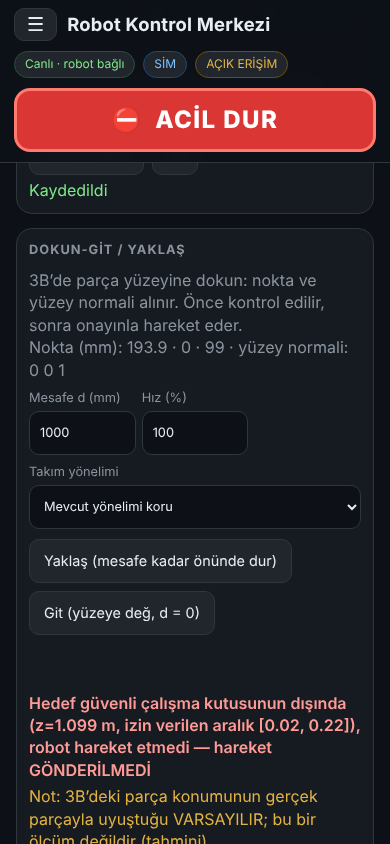 ☰ Robot Kontrol Merkezi
Canlı · robot bağlı SİM AÇIK ERİŞİM
⛔ ACİL DUR
Kaydedildi
DOKUN-GİT / YAKLAŞ
3B’de parça yüzeyine dokun: nokta ve
yüzey normali alınır. Önce kontrol edilir,
sonra onayınla hareket eder.
Nokta (mm): 193.9 · 0 · 99 · yüzey normali:
0 0 1
Mesafe d (mm) Hız (%)
1000 100
Takım yönelimi
Mevcut yönelimi koru
Yaklaş (mesafe kadar önünde dur)
Git (yüzeye değ, d = 0)
Hedef güvenli çalışma kutusunun dışında
(z=1.099 m, izin verilen aralık [0.02, 0.22]),
robot hareket etmedi — hareket
GÖNDERİLMEDİ
Not: 3B’deki parça konumunun gerçek
parçayla uyuştuğu VARSAYILIR; bu bir
ölçüm değildir (tahmini)